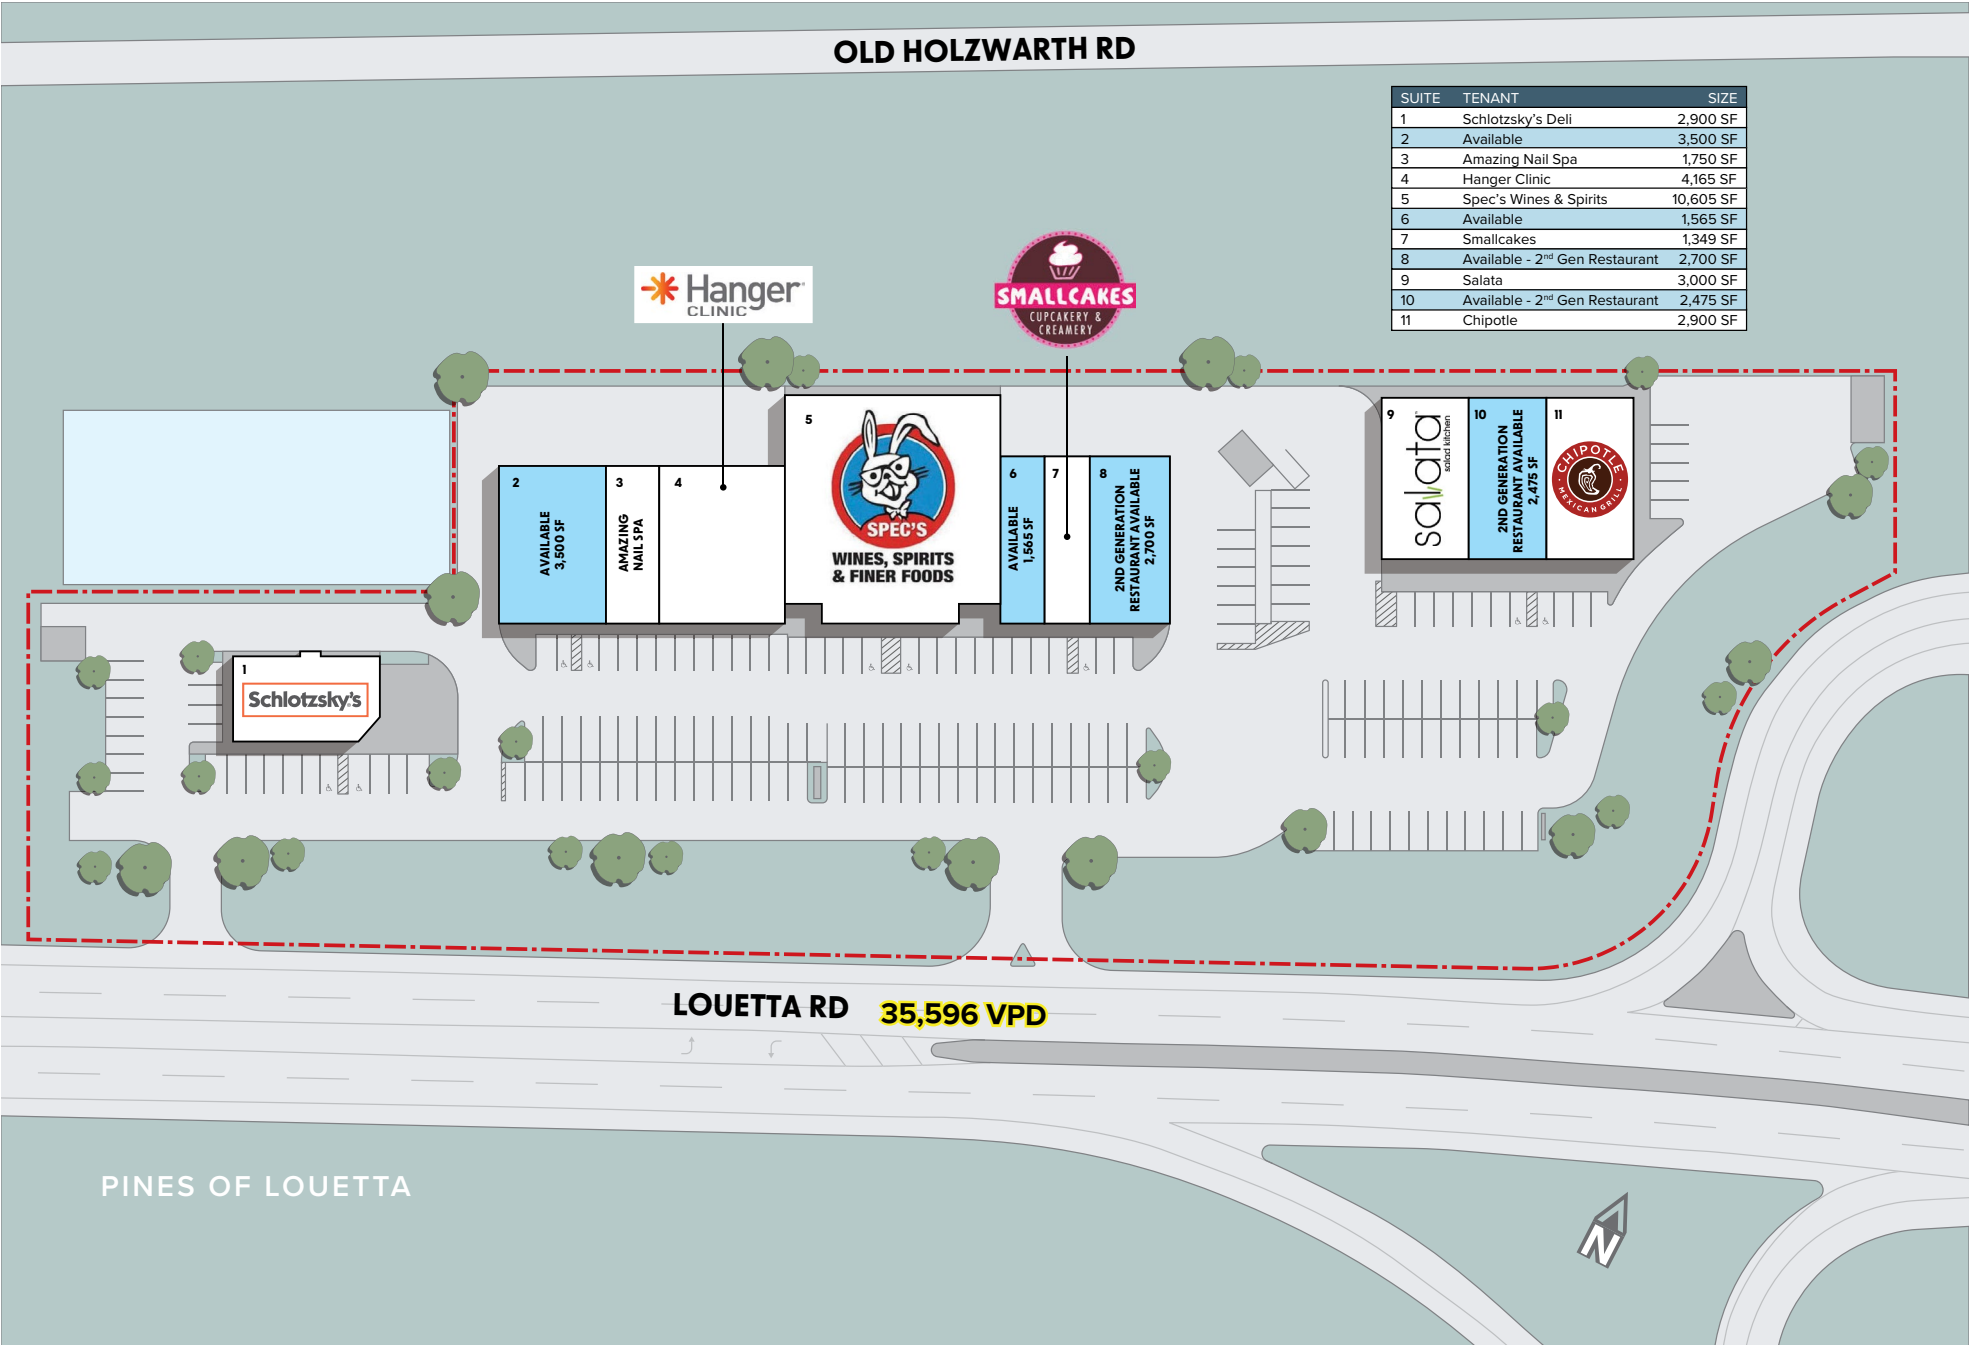 OLD HOLZWARTH RD
SUITE TENANT SIZE
1 Schlotzsky's Deli 2,900 SF
2 Available 3,500 SF
3 Amazing Nail Spa 1,750 SF
4 Hanger Clinic 4,165 SF
5 Spec's Wines & Spirits 10,605 SF
6 Available 1,565 SF
7 Smallcakes 1,349 SF
8 Available - 2nd Gen Restaurant 2,700 SF
9 Salata 3,000 SF
10 Available - 2nd Gen Restaurant 2,475 SF
11 Chipotle 2,900 SF
Hanger
CLINIC
SMALLCAKES
CUPCAKERY &
CREAMERY
2
AVAILABLE
3,500 SF
3
AMAZING
NAIL SPA
4
5
SPEC'S
WINES, SPIRITS
& FINER FOODS
6
AVAILABLE
1,565 SF
7
8
2ND GENERATION
RESTAURANT AVAILABLE
2,700 SF
9
salata
salad kitchen
10
2ND GENERATION
RESTAURANT AVAILABLE
2,475 SF
11
CHIPOTLE
MEXICAN GRILL
1
Schlotzsky's
LOUETTA RD 35,596 VPD
PINES OF LOUETTA
N